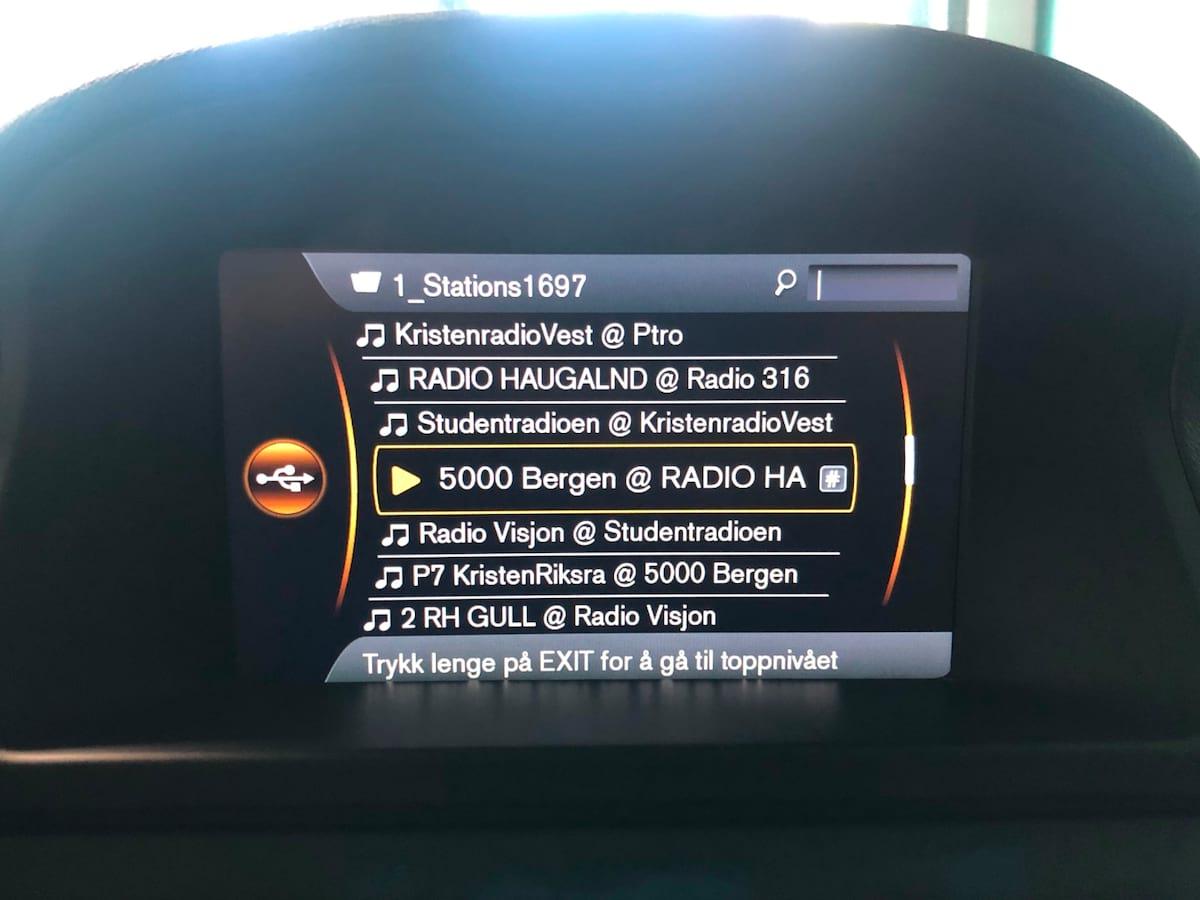 1_Stations1697
KristenradioVest @ Ptro
RADIO HAUGALND @ Radio 316
Studentradioen @ KristenradioVest
5000 Bergen @ RADIO HA #
Radio Visjon @ Studentradioen
P7 KristenRiksra @ 5000 Bergen
2 RH GULL @ Radio Visjon
Trykk lenge på EXIT for å gå til toppnivået